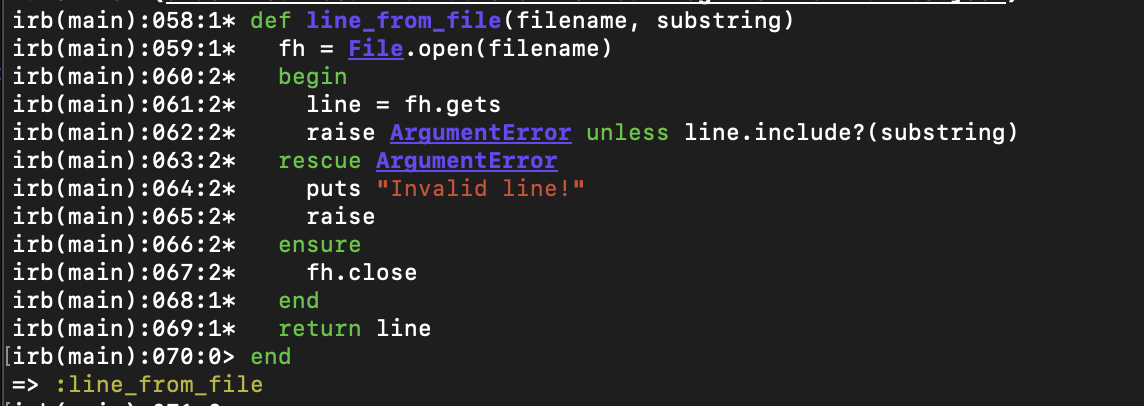 irb(main):058:1* def line_from_file(filename, substring)
irb(main):059:1*   fh = File.open(filename)
irb(main):060:2*   begin
irb(main):061:2*     line = fh.gets
irb(main):062:2*     raise ArgumentError unless line.include?(substring)
irb(main):063:2*   rescue ArgumentError
irb(main):064:2*     puts "Invalid line!"
irb(main):065:2*     raise
irb(main):066:2*   ensure
irb(main):067:2*     fh.close
irb(main):068:1*   end
irb(main):069:1*   return line
[irb(main):070:0> end
=> :line_from_file